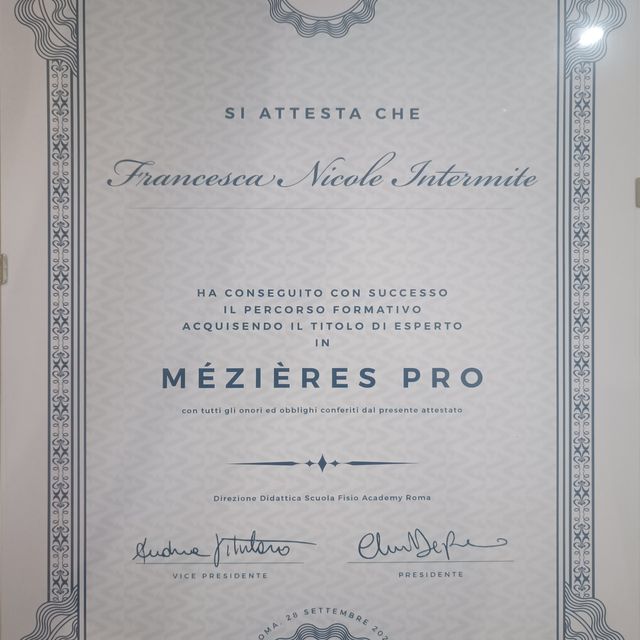 SI ATTESTA CHE
Francesca Nicole Intermite
HA CONSEGUITO CON SUCCESSO
IL PERCORSO FORMATIVO
ACQUISENDO IL TITOLO DI ESPERTO
IN
MÉZIÈRES PRO
con tutti gli onori ed obblighi conferiti dal presente attestato
Direzione Didattica Scuola Fisio Academy Roma
VICE PRESIDENTE
PRESIDENTE
28 SETTEMBRE